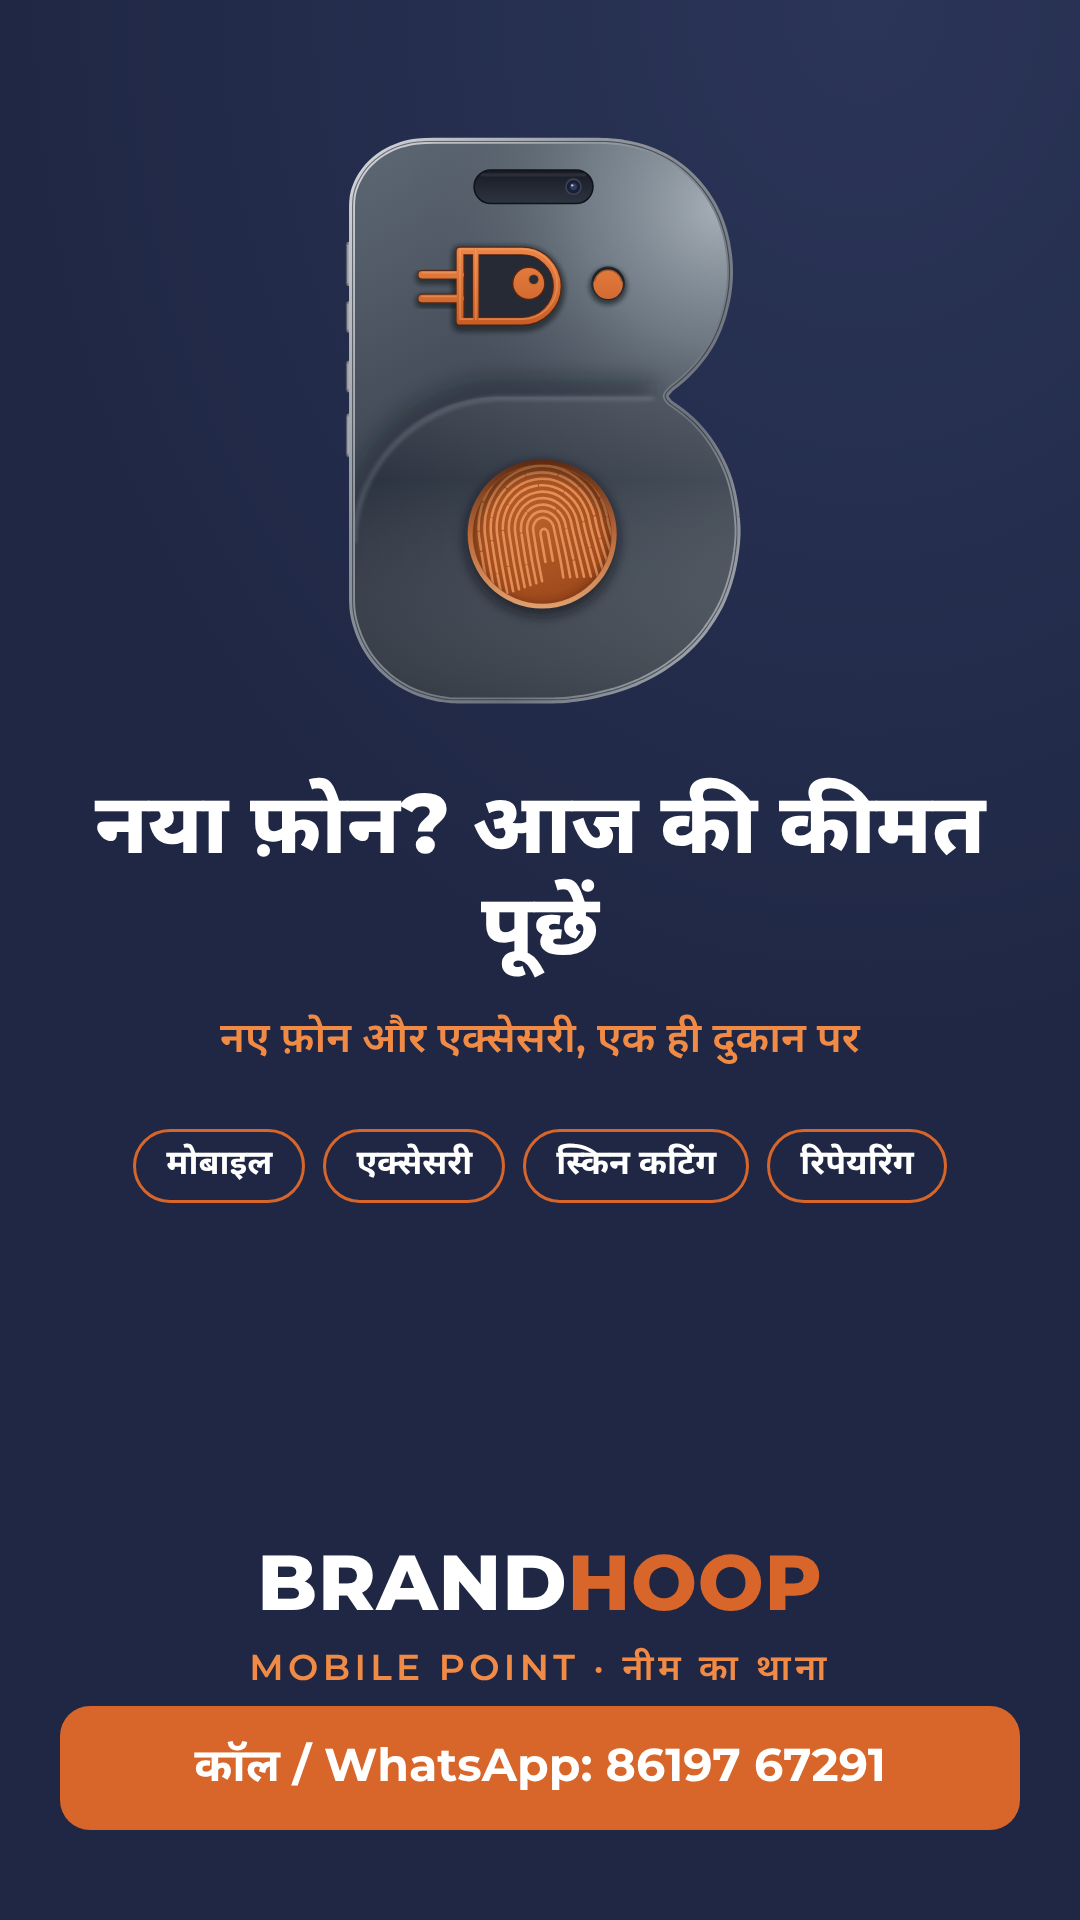 नया फ़ोन? आज की कीमत
पूछें
नए फ़ोन और एक्सेसरी, एक ही दुकान पर
मोबाइल एक्सेसरी स्किन कटिंग रिपेयरिंग
BRANDHOOP
MOBILE POINT · नीम का थाना
कॉल / WhatsApp: 86197 67291